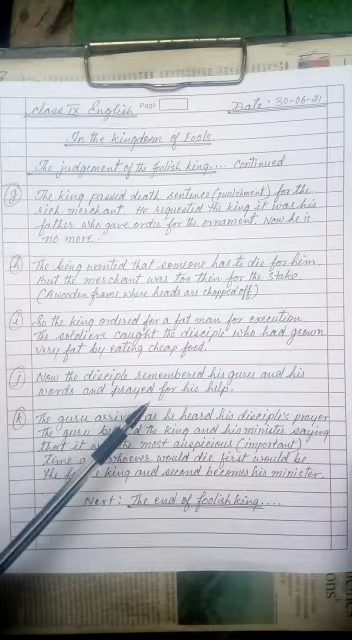 Class IX English Page Date: 30-06-21
In the kingdom of Fools.
The judgement of the foolish king.... Continued
(g) The king passed death sentence (punishment) for the
rich merchant. He requested the king it was his
father who gave order for the ornament. Now he is
no more.
(h) The king wanted that someone has to die for him.
But the merchant was too thin for the stake
(A wooden frame where heads are chopped off)
(i) So the king ordered for a fat man for execution
The soldiers caught the disciple who had grown
very fat by eating cheap food.
(j) Now the disciple remembered his guru and his
words and prayed for his help.
(k) The guru as he heard his disciple's prayer
The guru the king and his minister saying
that it the most auspicious (important)
Time whoever would die first would be
the king and second becomes his minister.
Next: The end of foolish king.....